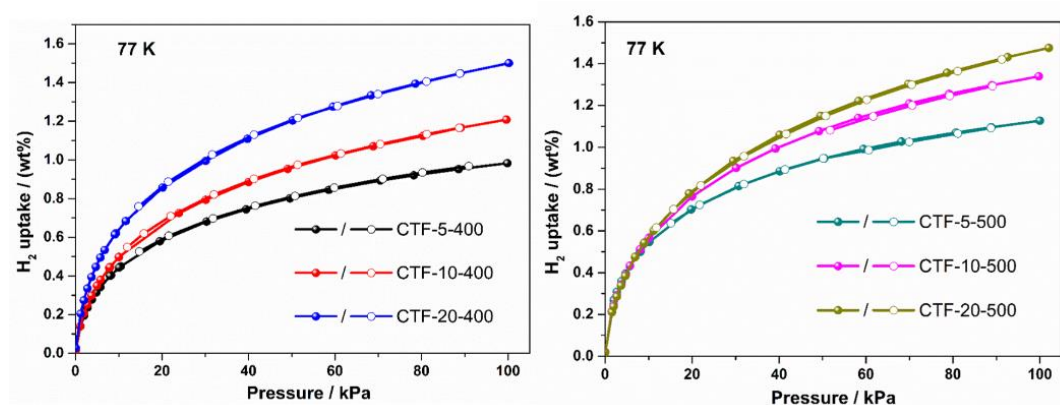 77 K
H₂ uptake / (wt%)
1.6
1.4
1.2
1.0
0.8
0.6
0.4
0.2
0.0
/ CTF-5-400
/ CTF-10-400
/ CTF-20-400
0 20 40 60 80 100
Pressure / kPa
77 K
H₂ uptake / (wt%)
1.6
1.4
1.2
1.0
0.8
0.6
0.4
0.2
0.0
/ CTF-5-500
/ CTF-10-500
/ CTF-20-500
0 20 40 60 80 100
Pressure / kPa